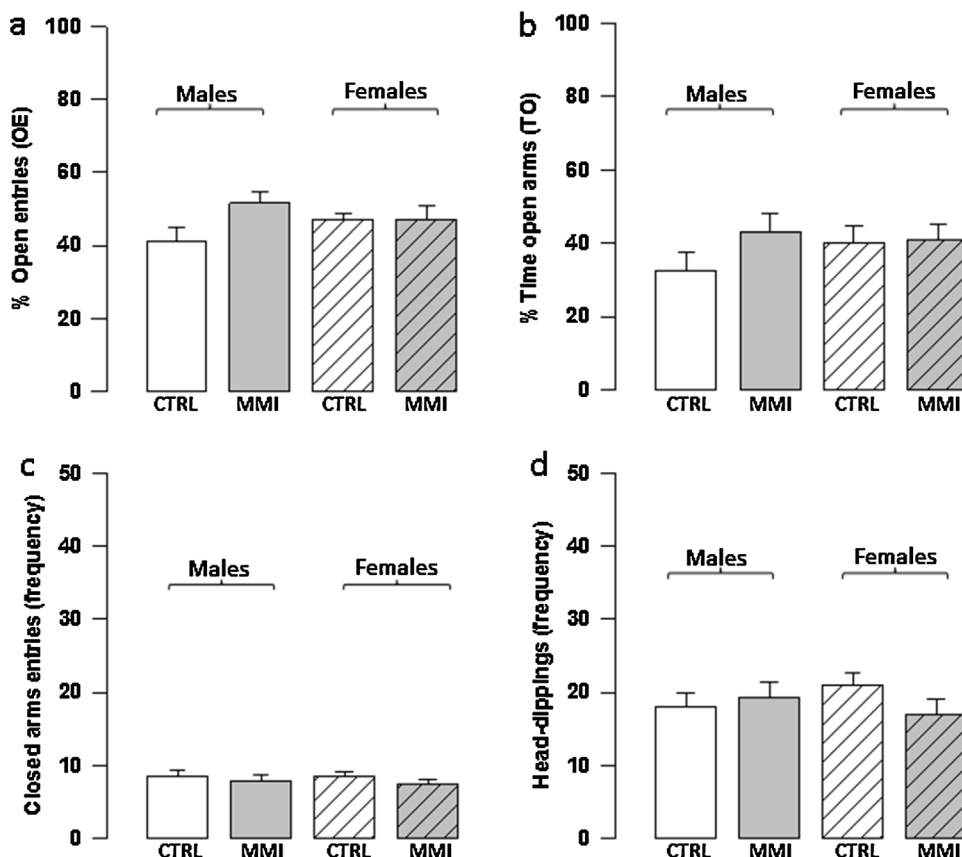 a
% Open entries (OE)
100
80
60
40
20
0
Males
Females
CTRL
MMI
CTRL
MMI
b
% Time open arms (TO)
100
80
60
40
20
0
Males
Females
CTRL
MMI
CTRL
MMI
c
Closed arms entries (frequency)
50
40
30
20
10
0
Males
Females
CTRL
MMI
CTRL
MMI
d
Head-dippings (frequency)
50
40
30
20
10
0
Males
Females
CTRL
MMI
CTRL
MMI